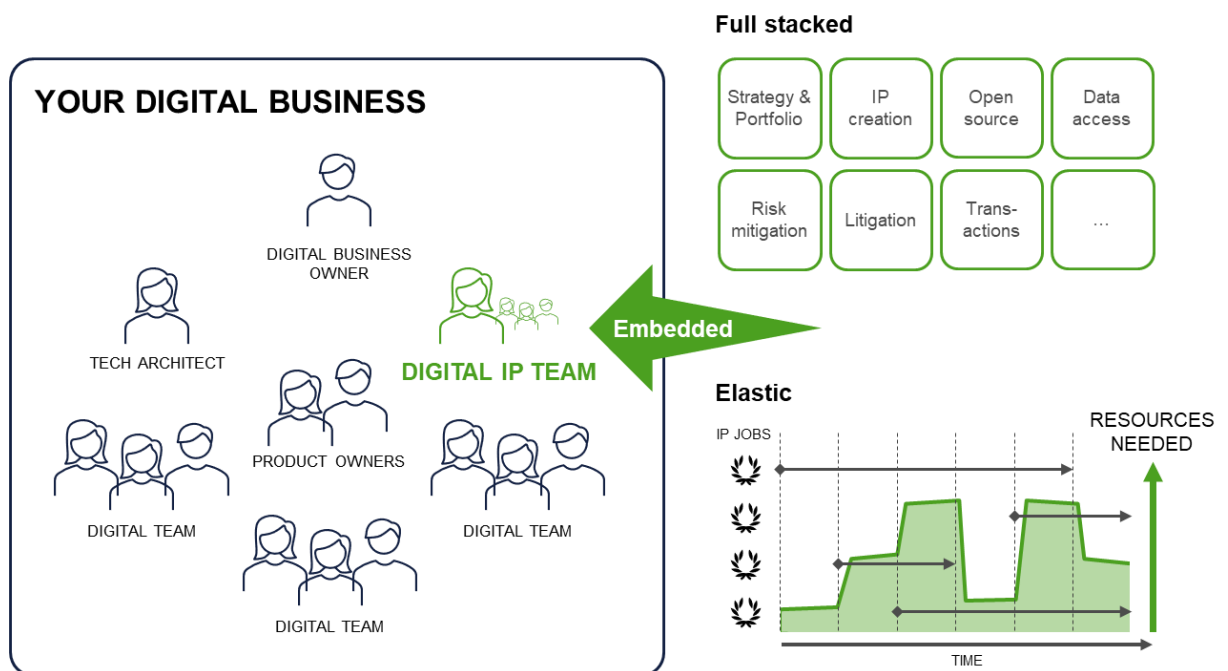 YOUR DIGITAL BUSINESS
DIGITAL BUSINESS
OWNER
TECH ARCHITECT
DIGITAL IP TEAM
PRODUCT OWNERS
DIGITAL TEAM
DIGITAL TEAM
DIGITAL TEAM
Embedded
Full stacked
Strategy &
Portfolio
IP
creation
Open
source
Data
access
Risk
mitigation
Litigation
Trans-
actions
...
Elastic
IP JOBS
RESOURCES
NEEDED
TIME